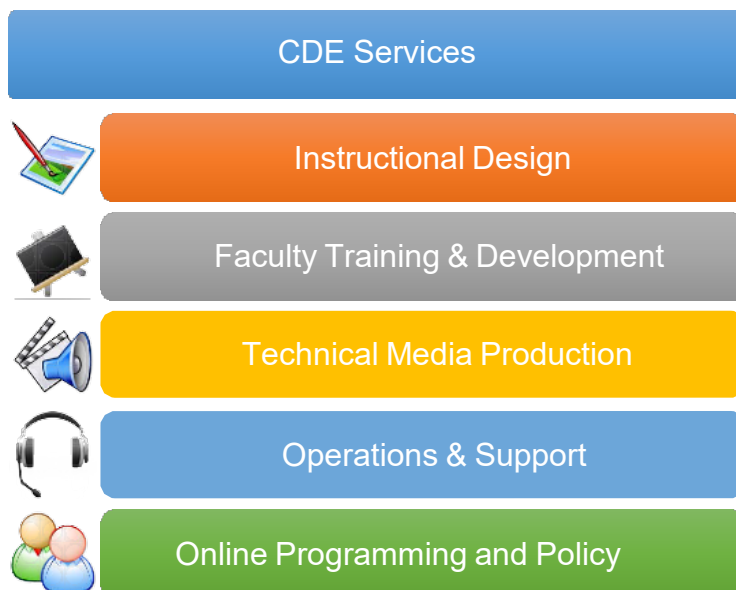 CDE Services
Instructional Design
Faculty Training & Development
Technical Media Production
Operations & Support
Online Programming and Policy